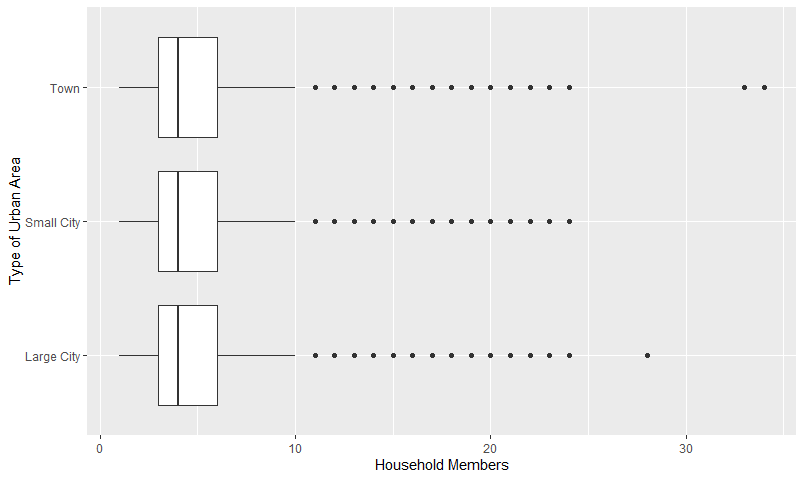 Type of Urban Area
Town
Small City
Large City
0 10 20 30
Household Members